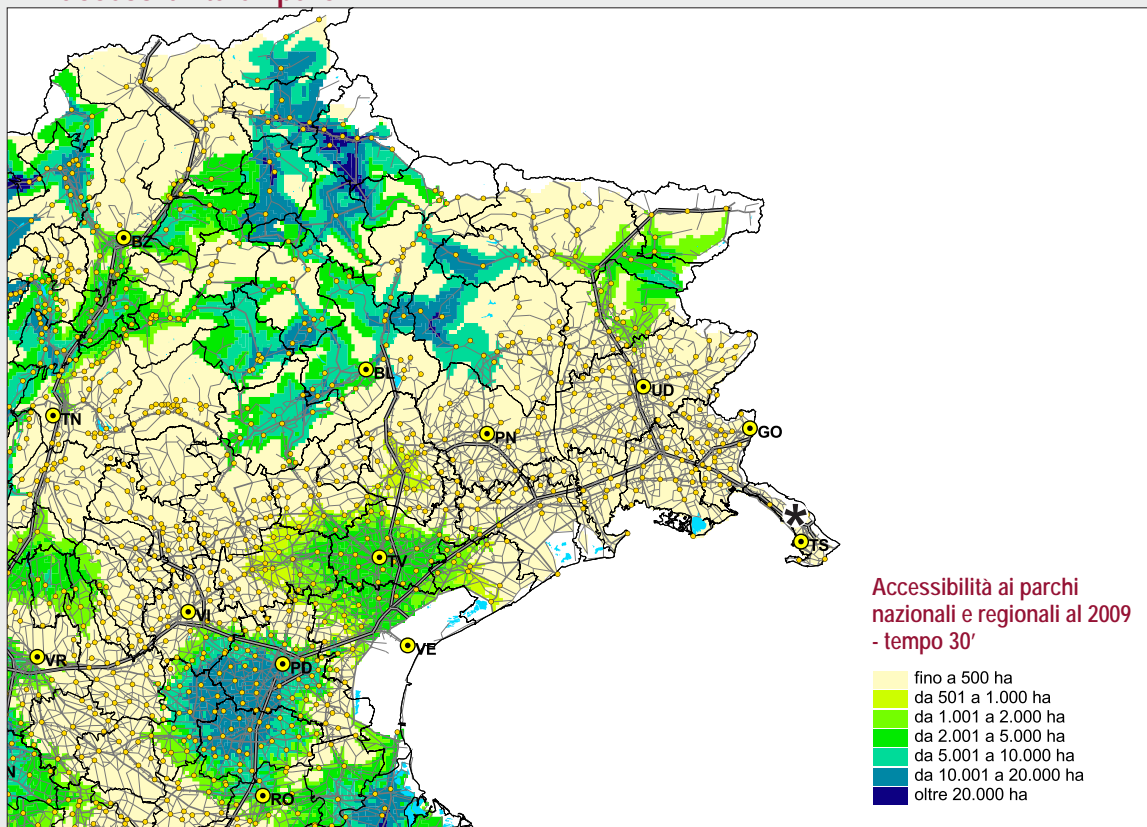 BZ
BL
TN
UD
PN
GO
TS
TV
VI
VE
VR
PD
RO
Accessibilità ai parchi
nazionali e regionali al 2009
- tempo 30'
fino a 500 ha
da 501 a 1.000 ha
da 1.001 a 2.000 ha
da 2.001 a 5.000 ha
da 5.001 a 10.000 ha
da 10.001 a 20.000 ha
oltre 20.000 ha